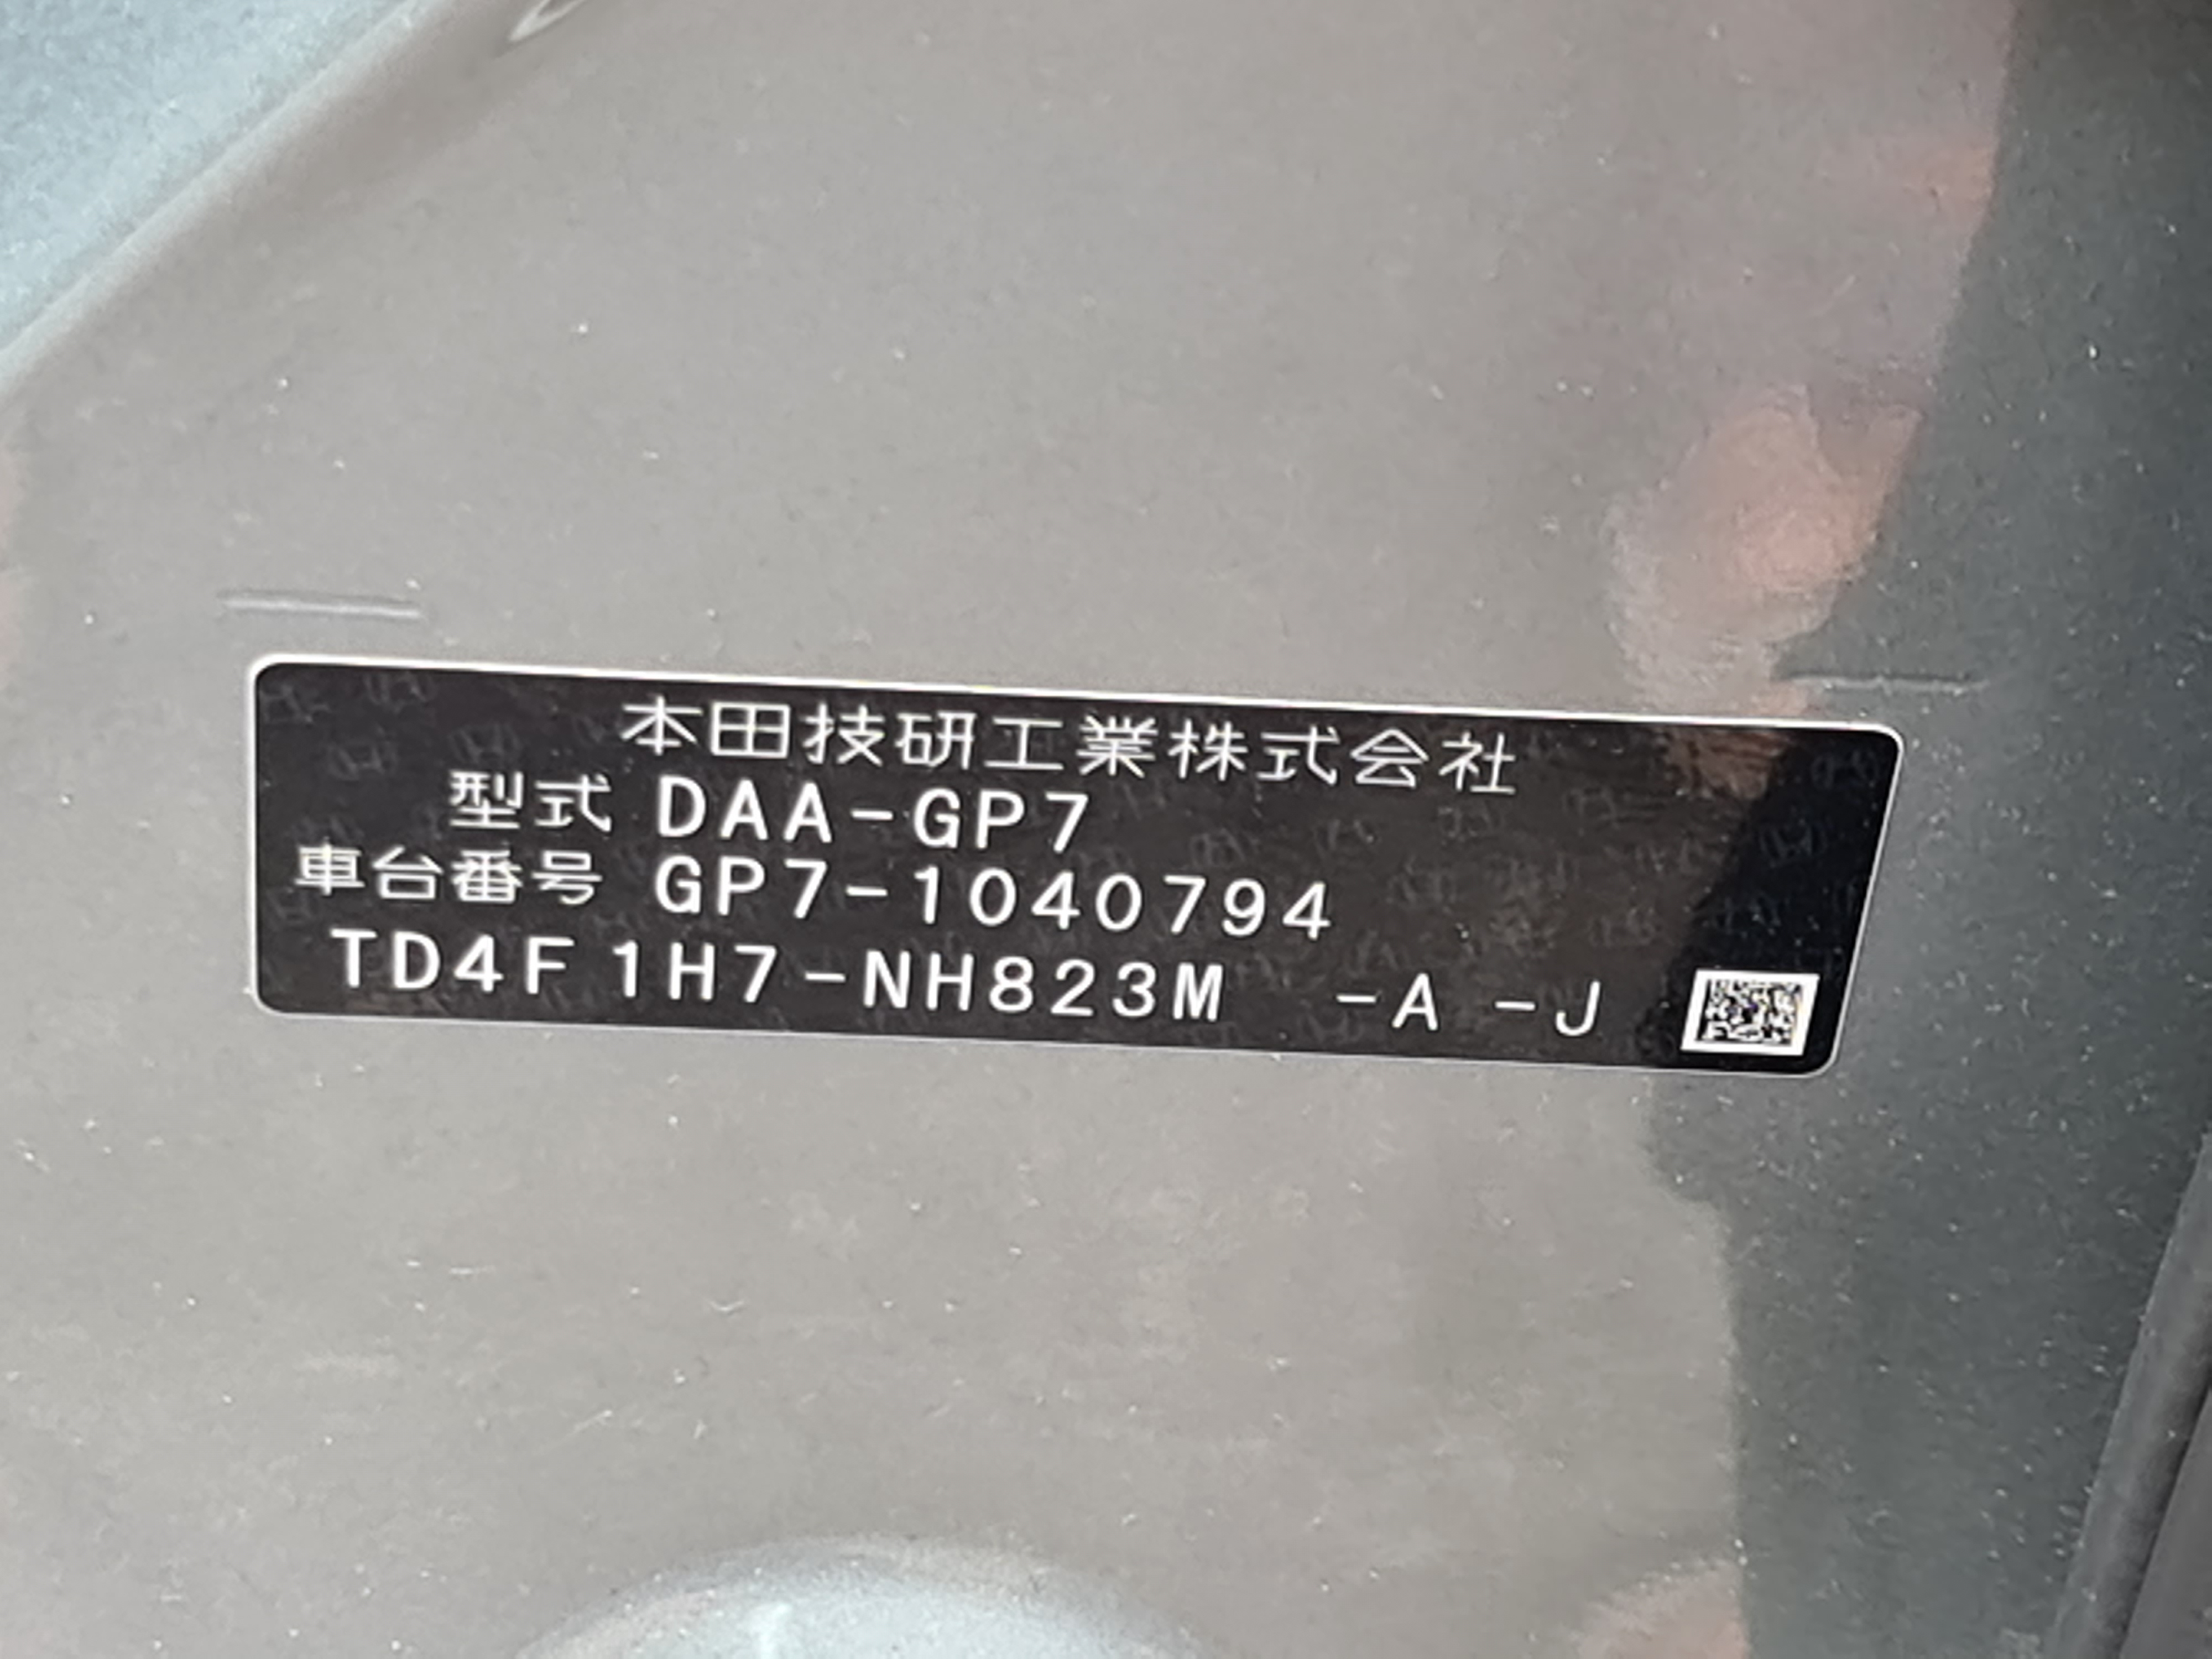 本田技研工業株式会社
型式 DAA-GP7
車台番号 GP7-1040794
TD4F1H7-NH823M -A -J